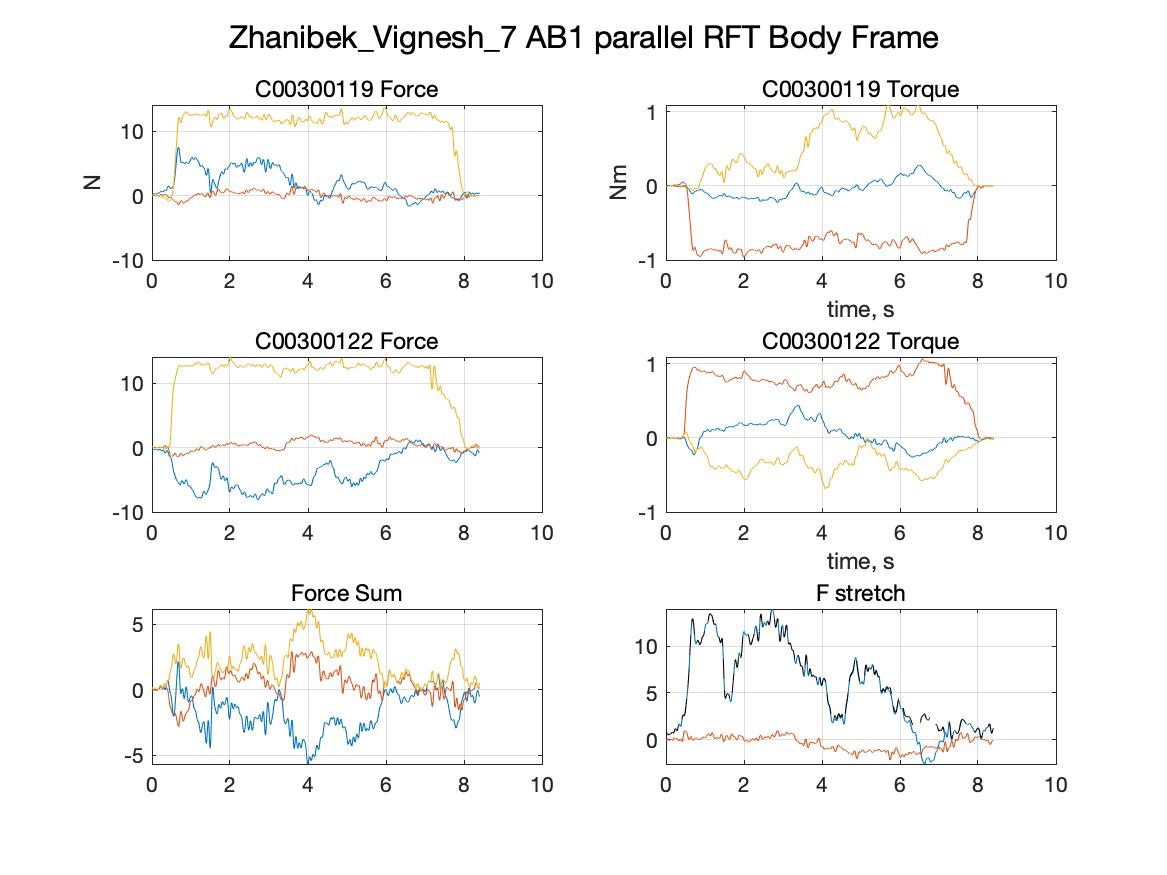 Zhanibek_Vignesh_7 AB1 parallel RFT Body Frame
C00300119 Force
N
10
0
-10
0 2 4 6 8 10
C00300119 Torque
Nm
1
0
-1
0 2 4 6 8 10
time, s
C00300122 Force
10
0
-10
0 2 4 6 8 10
C00300122 Torque
1
0
-1
0 2 4 6 8 10
time, s
Force Sum
5
0
-5
0 2 4 6 8 10
F stretch
10
5
0
0 2 4 6 8 10